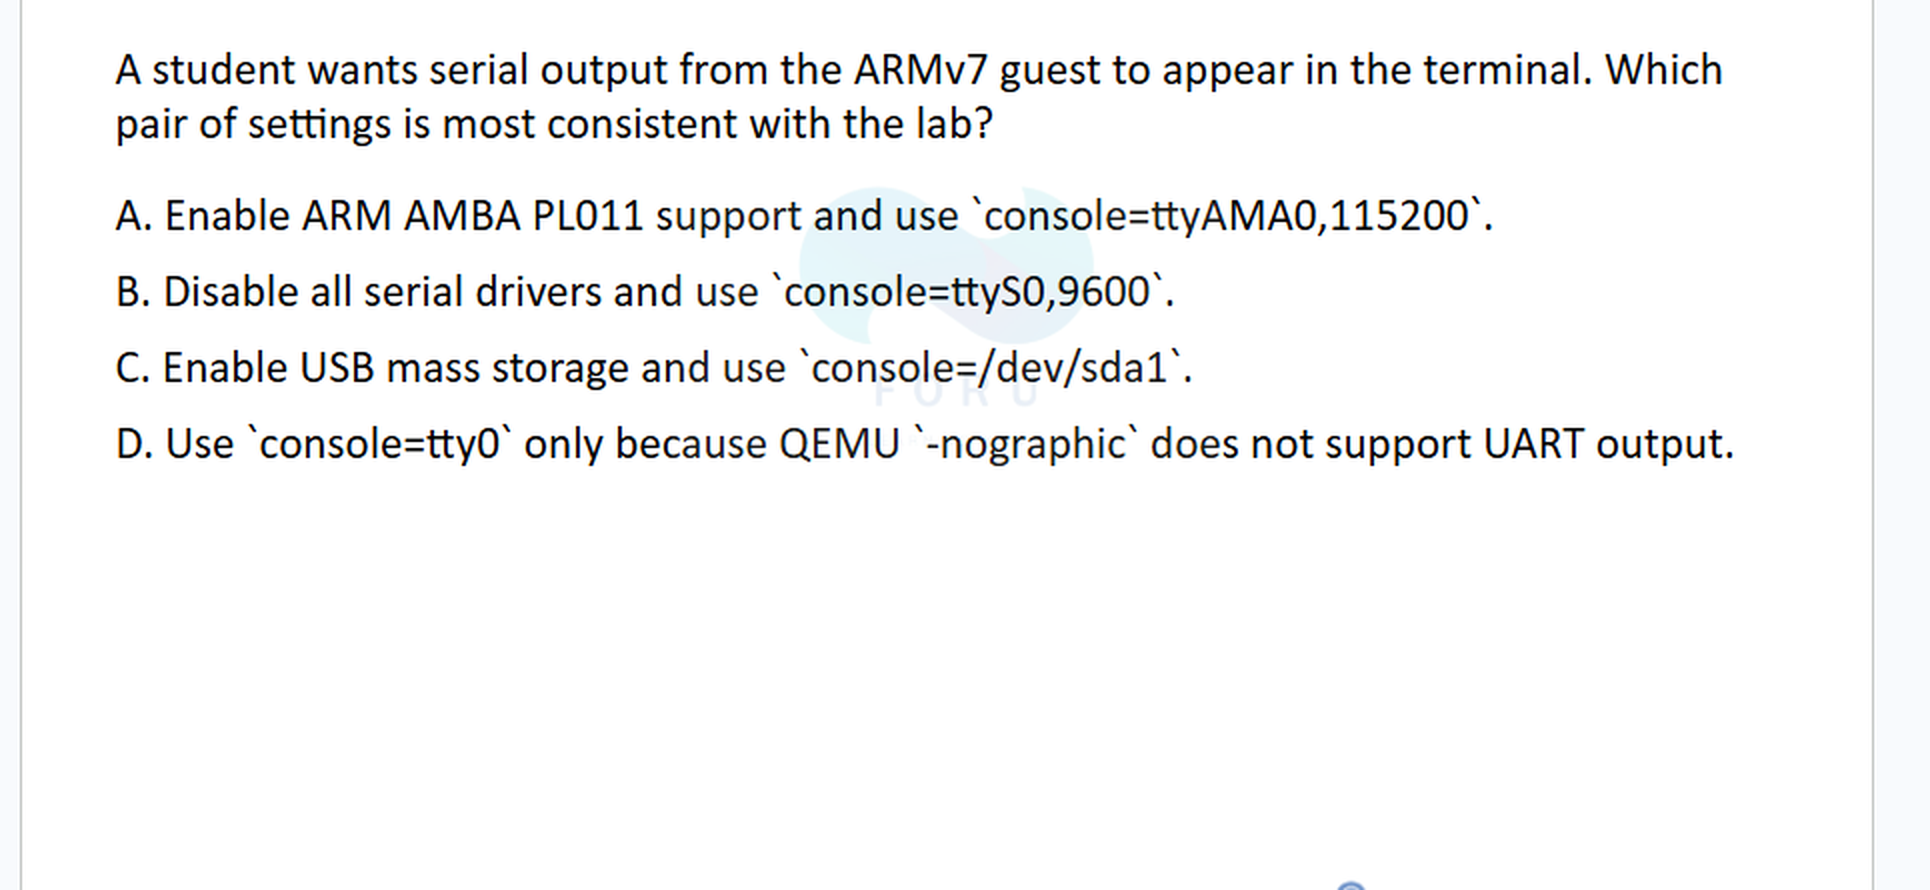 A student wants serial output from the ARMv7 guest to appear in the terminal. Which
pair of settings is most consistent with the lab?
A. Enable ARM AMBA PL011 support and use `console=ttyAMA0,115200`.
B. Disable all serial drivers and use `console=ttyS0,9600`.
C. Enable USB mass storage and use `console=/dev/sda1`.
FORU
D. Use `console=tty0` only because QEMU `-nographic` does not support UART output.